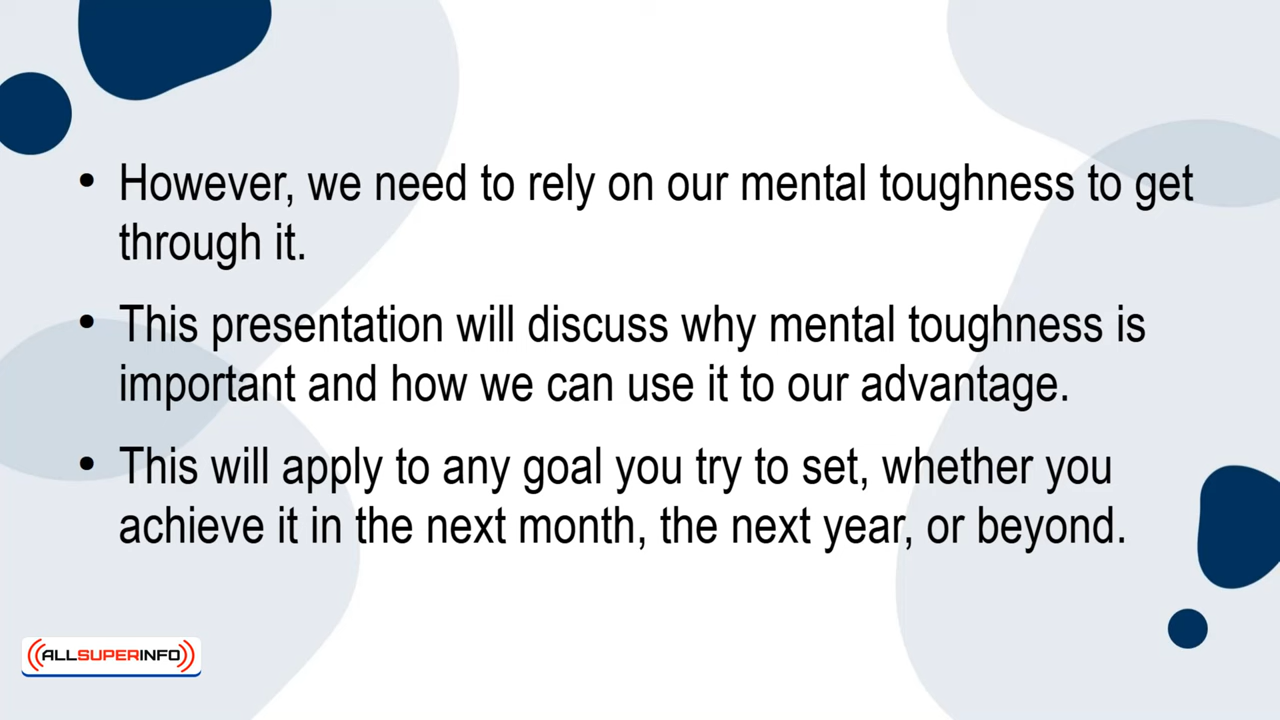 • However, we need to rely on our mental toughness to get
through it.
• This presentation will discuss why mental toughness is
important and how we can use it to our advantage.
• This will apply to any goal you try to set, whether you
achieve it in the next month, the next year, or beyond.
ALLSUPERINFO